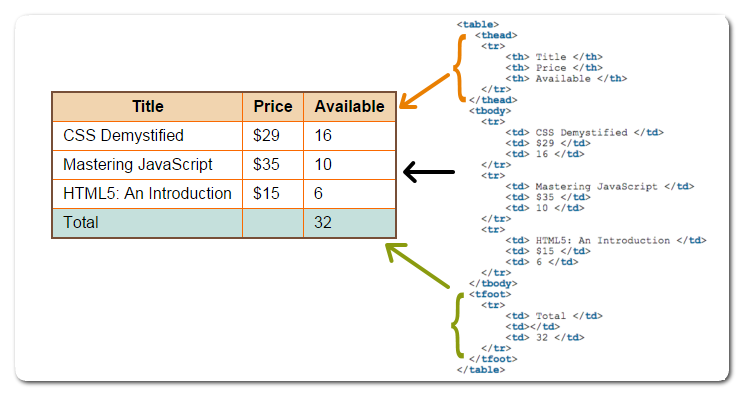 Title Price Available
CSS Demystified $29 16
Mastering JavaScript $35 10
HTML5: An Introduction $15 6
Total 32
<table>
<thead>
<tr>
<th> Title </th>
<th> Price </th>
<th> Available </th>
</tr>
</thead>
<tbody>
<tr>
<td> CSS Demystified </td>
<td> $29 </td>
<td> 16 </td>
</tr>
<tr>
<td> Mastering JavaScript </td>
<td> $35 </td>
<td> 10 </td>
</tr>
<tr>
<td> HTML5: An Introduction </td>
<td> $15 </td>
<td> 6 </td>
</tr>
</tbody>
<tfoot>
<tr>
<td> Total </td>
<td></td>
<td> 32 </td>
</tr>
</tfoot>
</table>